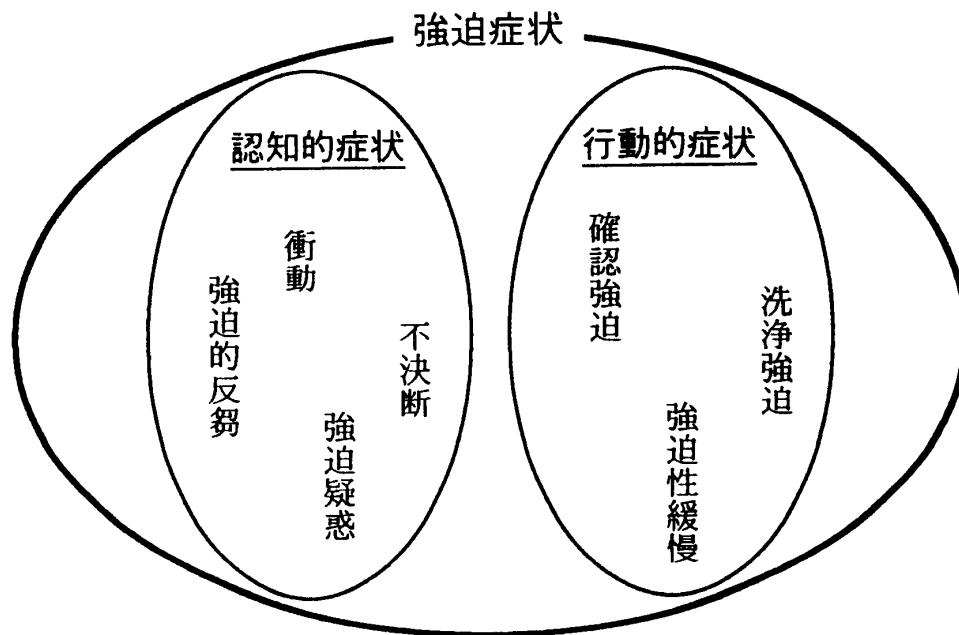 強迫症状
認知的症状
衝動
強迫的反芻
不決断
強迫疑惑
行動的症状
確認強迫
洗浄強迫
強迫性緩慢